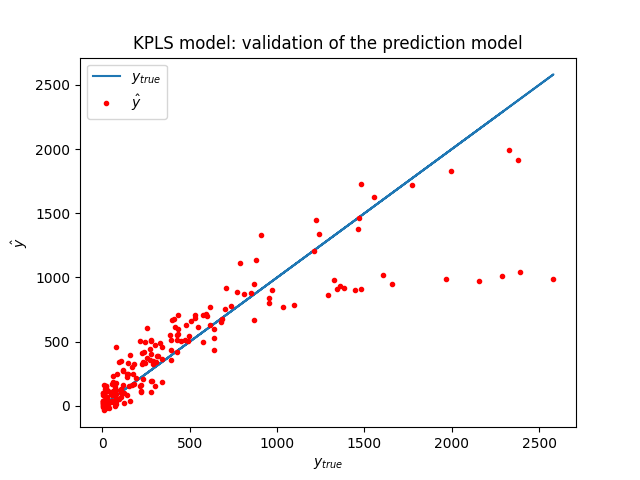 KPLS model: validation of the prediction model
y_true
ŷ
2500
2000
1500
1000
500
0
ŷ
0 500 1000 1500 2000 2500
y_true